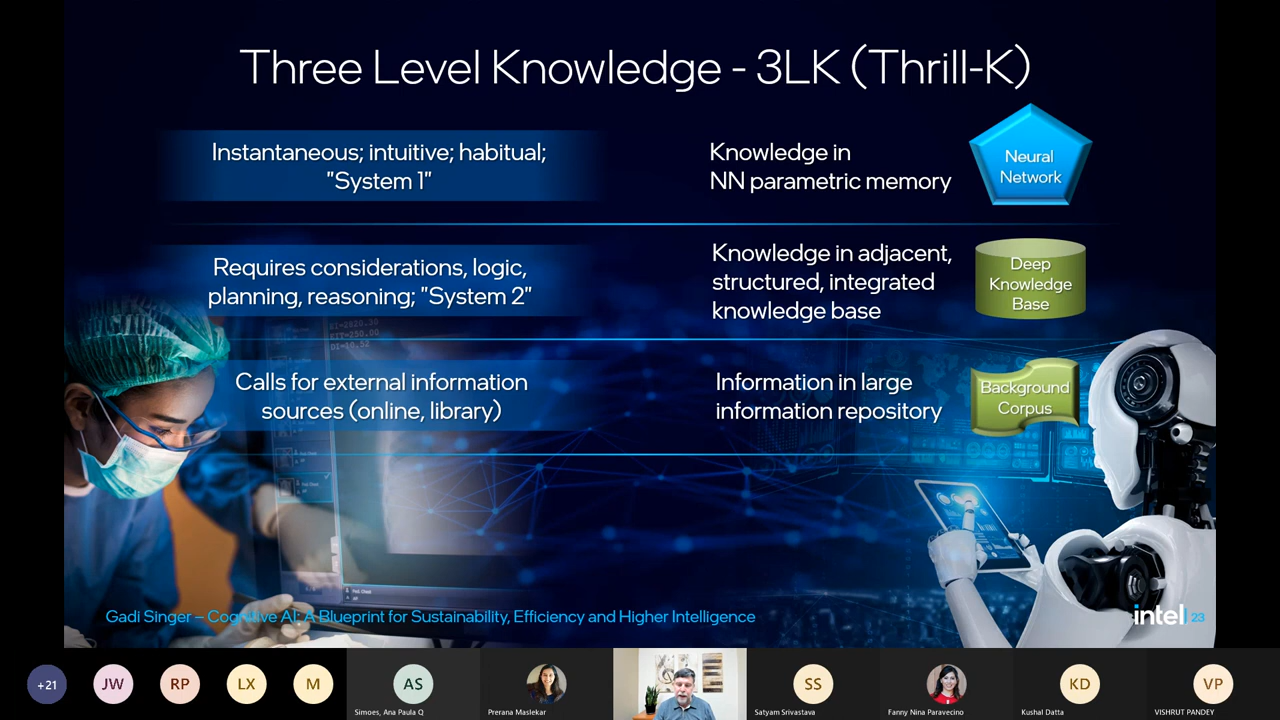 Three Level Knowledge - 3LK (Thrill-K)
Instantaneous; intuitive; habitual;
"System 1"
Knowledge in
NN parametric memory
Neural
Network
Requires considerations, logic,
planning, reasoning; "System 2"
Knowledge in adjacent,
structured, integrated
knowledge base
Deep
Knowledge
Base
Calls for external information
sources (online, library)
Information in large
information repository
Background
Corpus
Gadi Singer – Cognitive AI: A Blueprint for Sustainability, Efficiency and Higher Intelligence
intel
23
+21
JW
RP
LX
M
AS
Simoes, Ana Paula Q
Prerana Maslekar
SS
Satyam Srivastava
Fanny Nina Paravecino
KD
Kushal Datta
VP
VISHRUT PANDEY